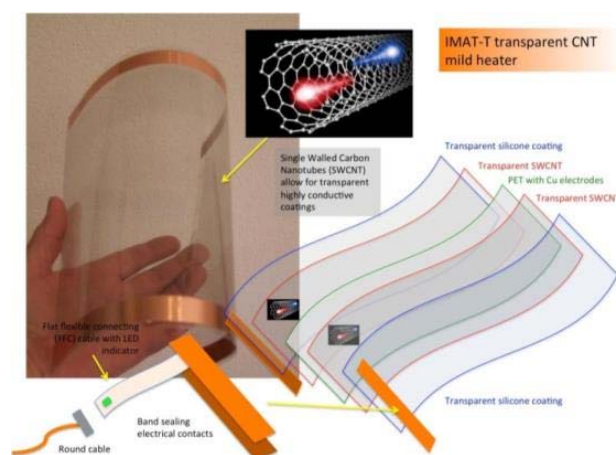 IMAT-T transparent CNT
mild heater
Transparent silicone coating
Single Walled Carbon
Nanotubes (SWCNT)
allow for transparent
highly conductive
coatings
Transparent SWCNT
PET with Cu electrodes
Transparent SWCNT
Flat flexible connecting
(FFC) cable with LED
indicator
Transparent silicone coating
Band sealing
electrical contacts
Round cable